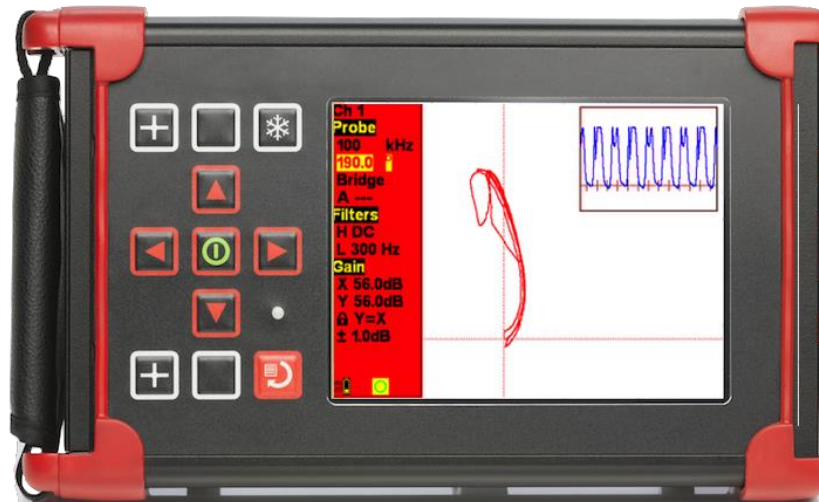 Ch 1
Probe
100 kHz
190.0 °
Bridge
A ---
Filters
H DC
L 300 Hz
Gain
X 56.0dB
Y 56.0dB
Y=X
± 1.0dB